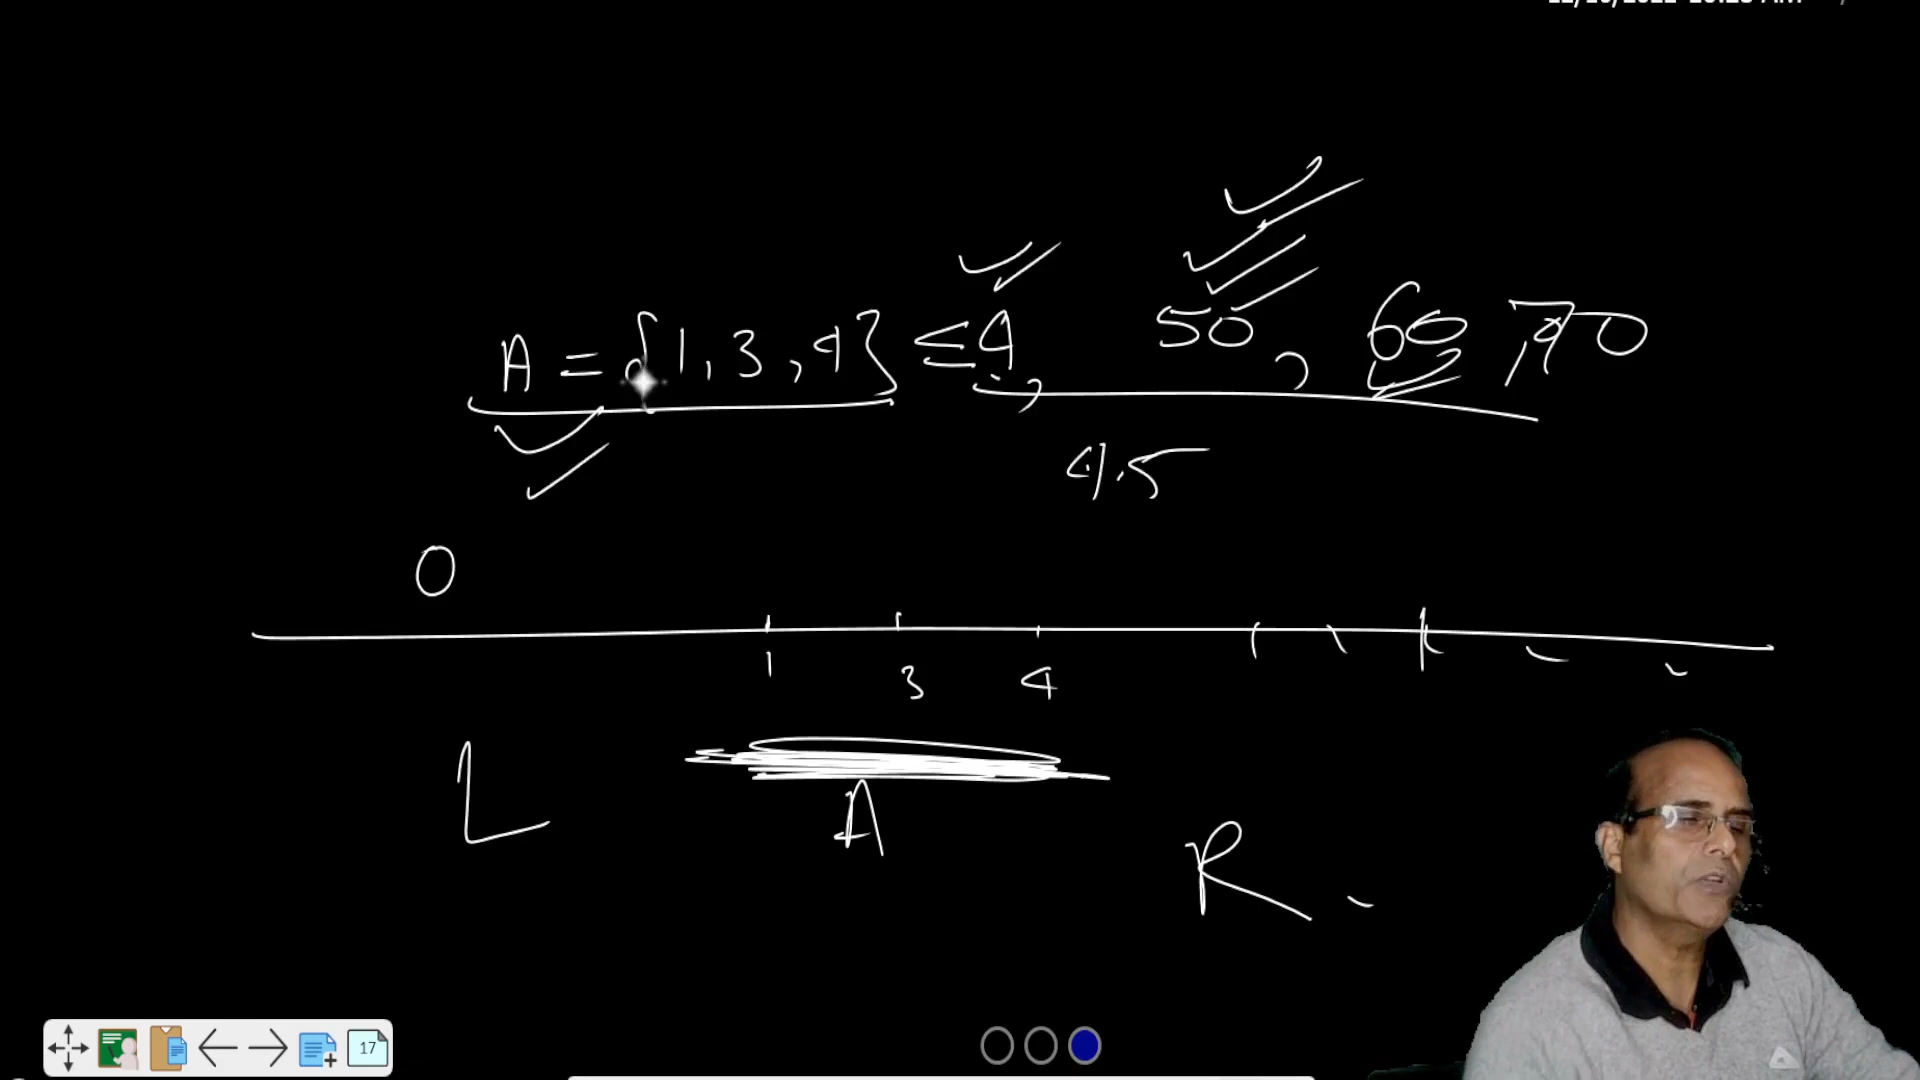 A = {1, 3, 4} ≤ 4, 50, 60, 70
4.5
0
1 3 4
L A R
17